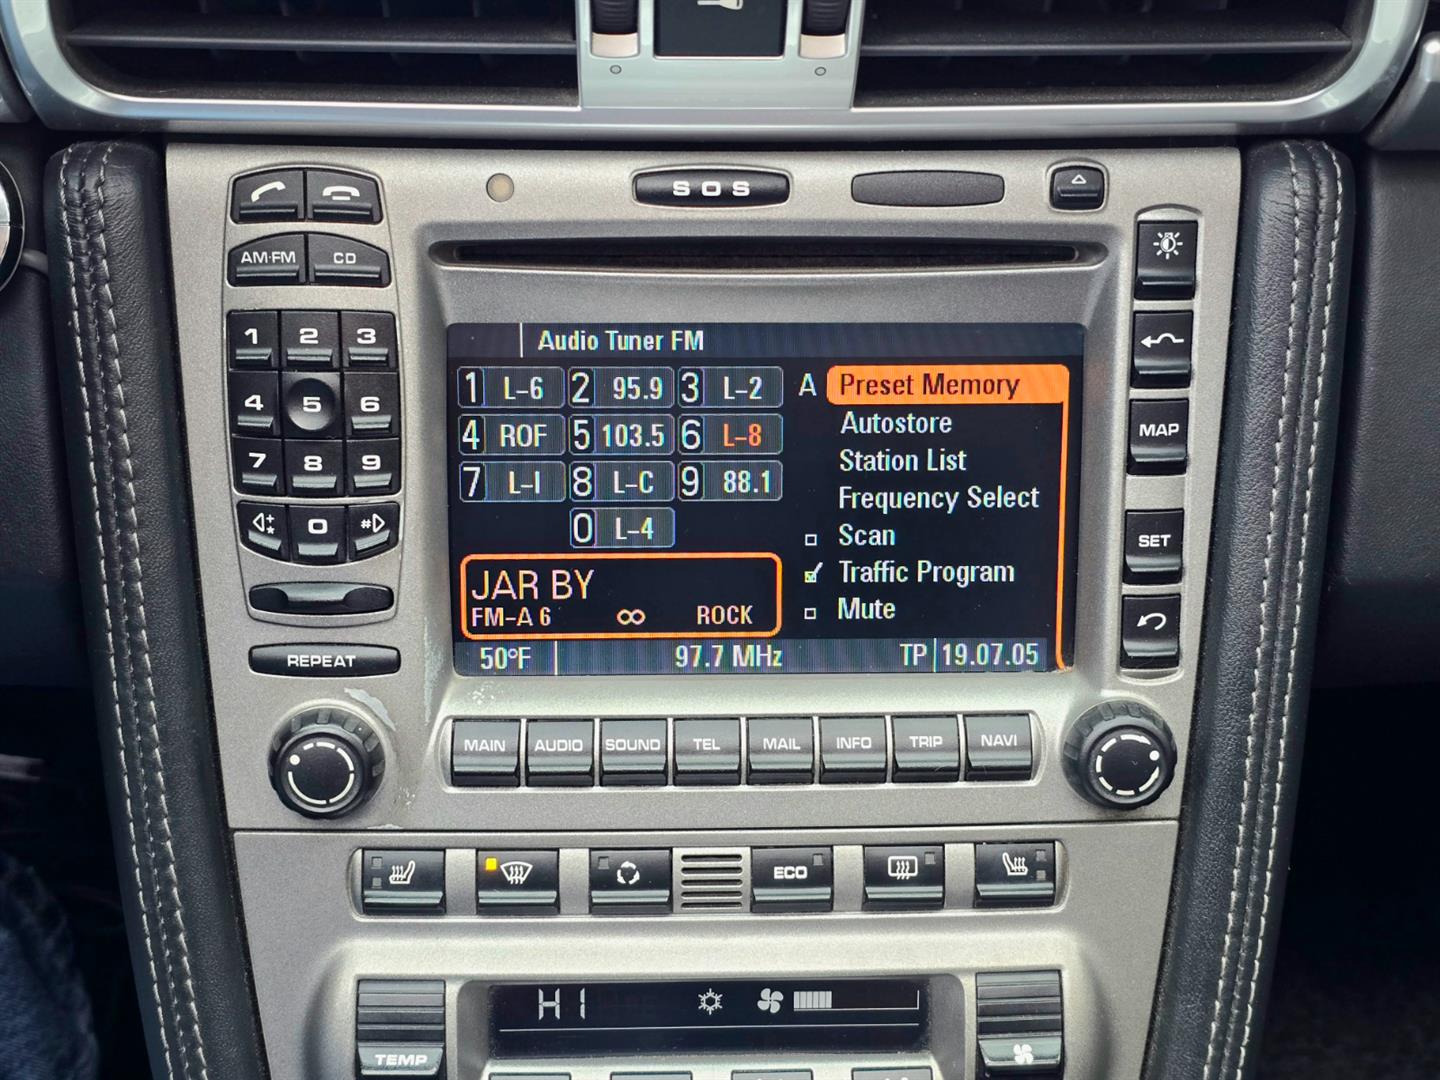 SOS
AM·FM CD
1 2 3
4 5 6
7 8 9
* 0 #
REPEAT
Audio Tuner FM
1 L-6 2 95.9 3 L-2
4 ROF 5 103.5 6 L-8
7 L-I 8 L-C 9 88.1
0 L-4
JAR BY
FM-A 6 ∞ ROCK
A Preset Memory
Autostore
Station List
Frequency Select
Scan
Traffic Program
Mute
50°F 97.7 MHz TP 19.07.05
MAP
SET
MAIN AUDIO SOUND TEL MAIL INFO TRIP NAVI
ECO
HI
TEMP